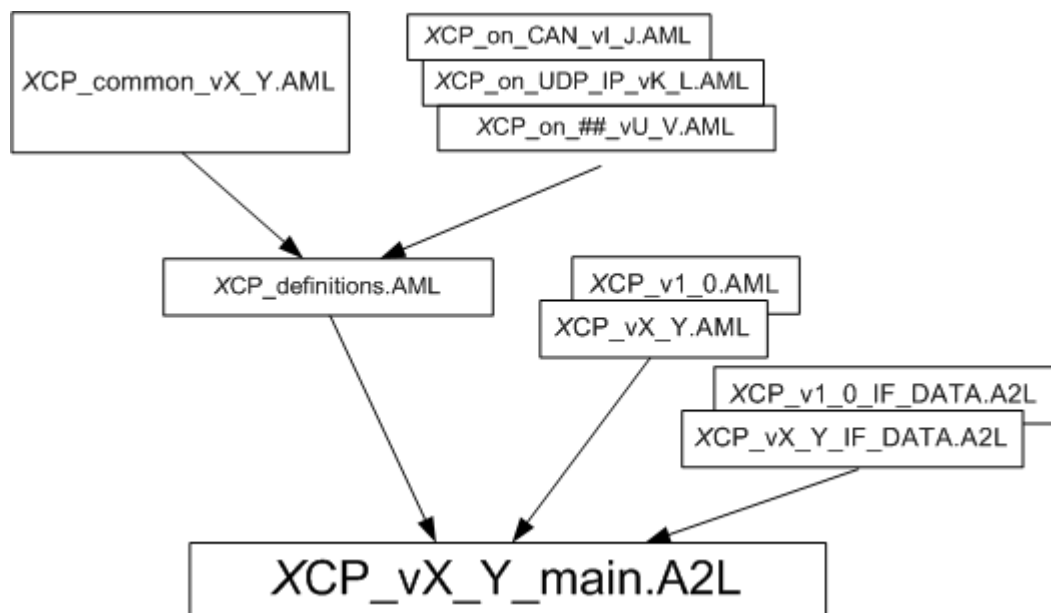 XCP_common_vX_Y.AML
XCP_on_CAN_vI_J.AML
XCP_on_UDP_IP_vK_L.AML
XCP_on_##_vU_V.AML
XCP_definitions.AML
XCP_v1_0.AML
XCP_vX_Y.AML
XCP_v1_0_IF_DATA.A2L
XCP_vX_Y_IF_DATA.A2L
XCP_vX_Y_main.A2L